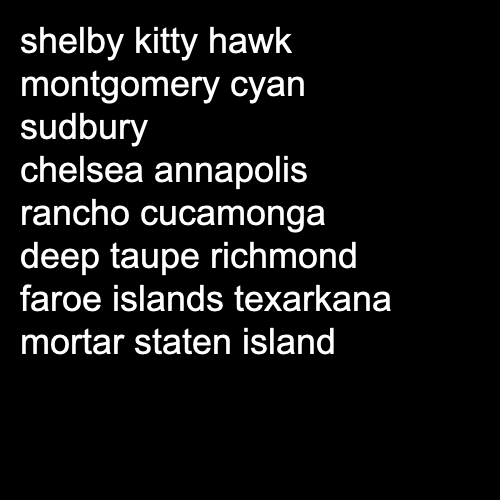 shelby kitty hawk
montgomery cyan
sudbury
chelsea annapolis
rancho cucamonga
deep taupe richmond
faroe islands texarkana
mortar staten island